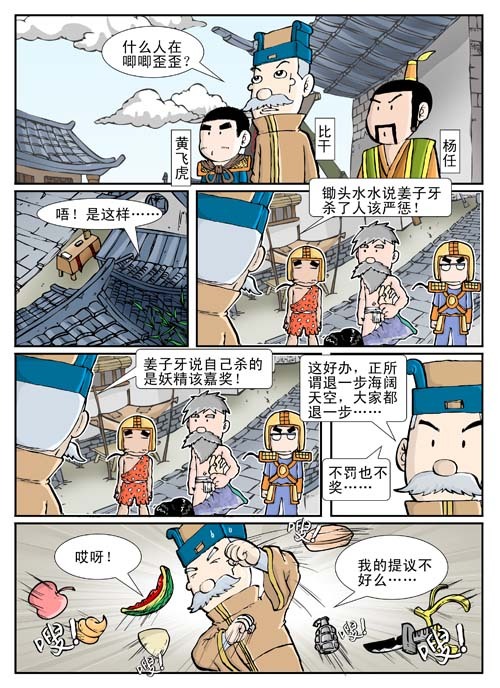 什么人在
唧唧歪歪？
黄飞虎
比干
杨任
唔！是这样……
锄头水水说姜子牙
杀了人该严惩！
姜子牙说自己杀的
是妖精该嘉奖！
这好办，正所
谓退一步海阔
天空，大家都
退一步……
不罚也不
奖……
哎呀！
我的提议不
好么……
嗖！
嗖！
嗖！
嗖！